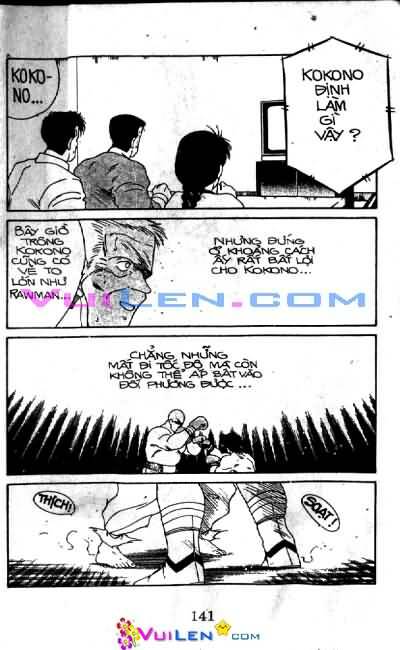 KOKO-
NO...
KOKONO
ĐỊNH
LÀM
GÌ
VẬY ?
BÂY GIỜ
TRÔNG
KOKONO
CŨNG CÓ
VẺ TO
LỚN NHƯ
RAWMAN...
NHƯNG ĐỨNG
Ở KHOẢNG CÁCH
ẤY RẤT BẤT LỢI
CHO KOKONO...
VUILEN.COM
CHẲNG NHỮNG
MẤT ĐI TỐC ĐỘ MÀ CÒN
KHÔNG THỂ ÁP SÁT VÀO
ĐỐI PHƯƠNG ĐƯỢC...
THỊCH!
SOẠT!
141
VUILEN
.COM